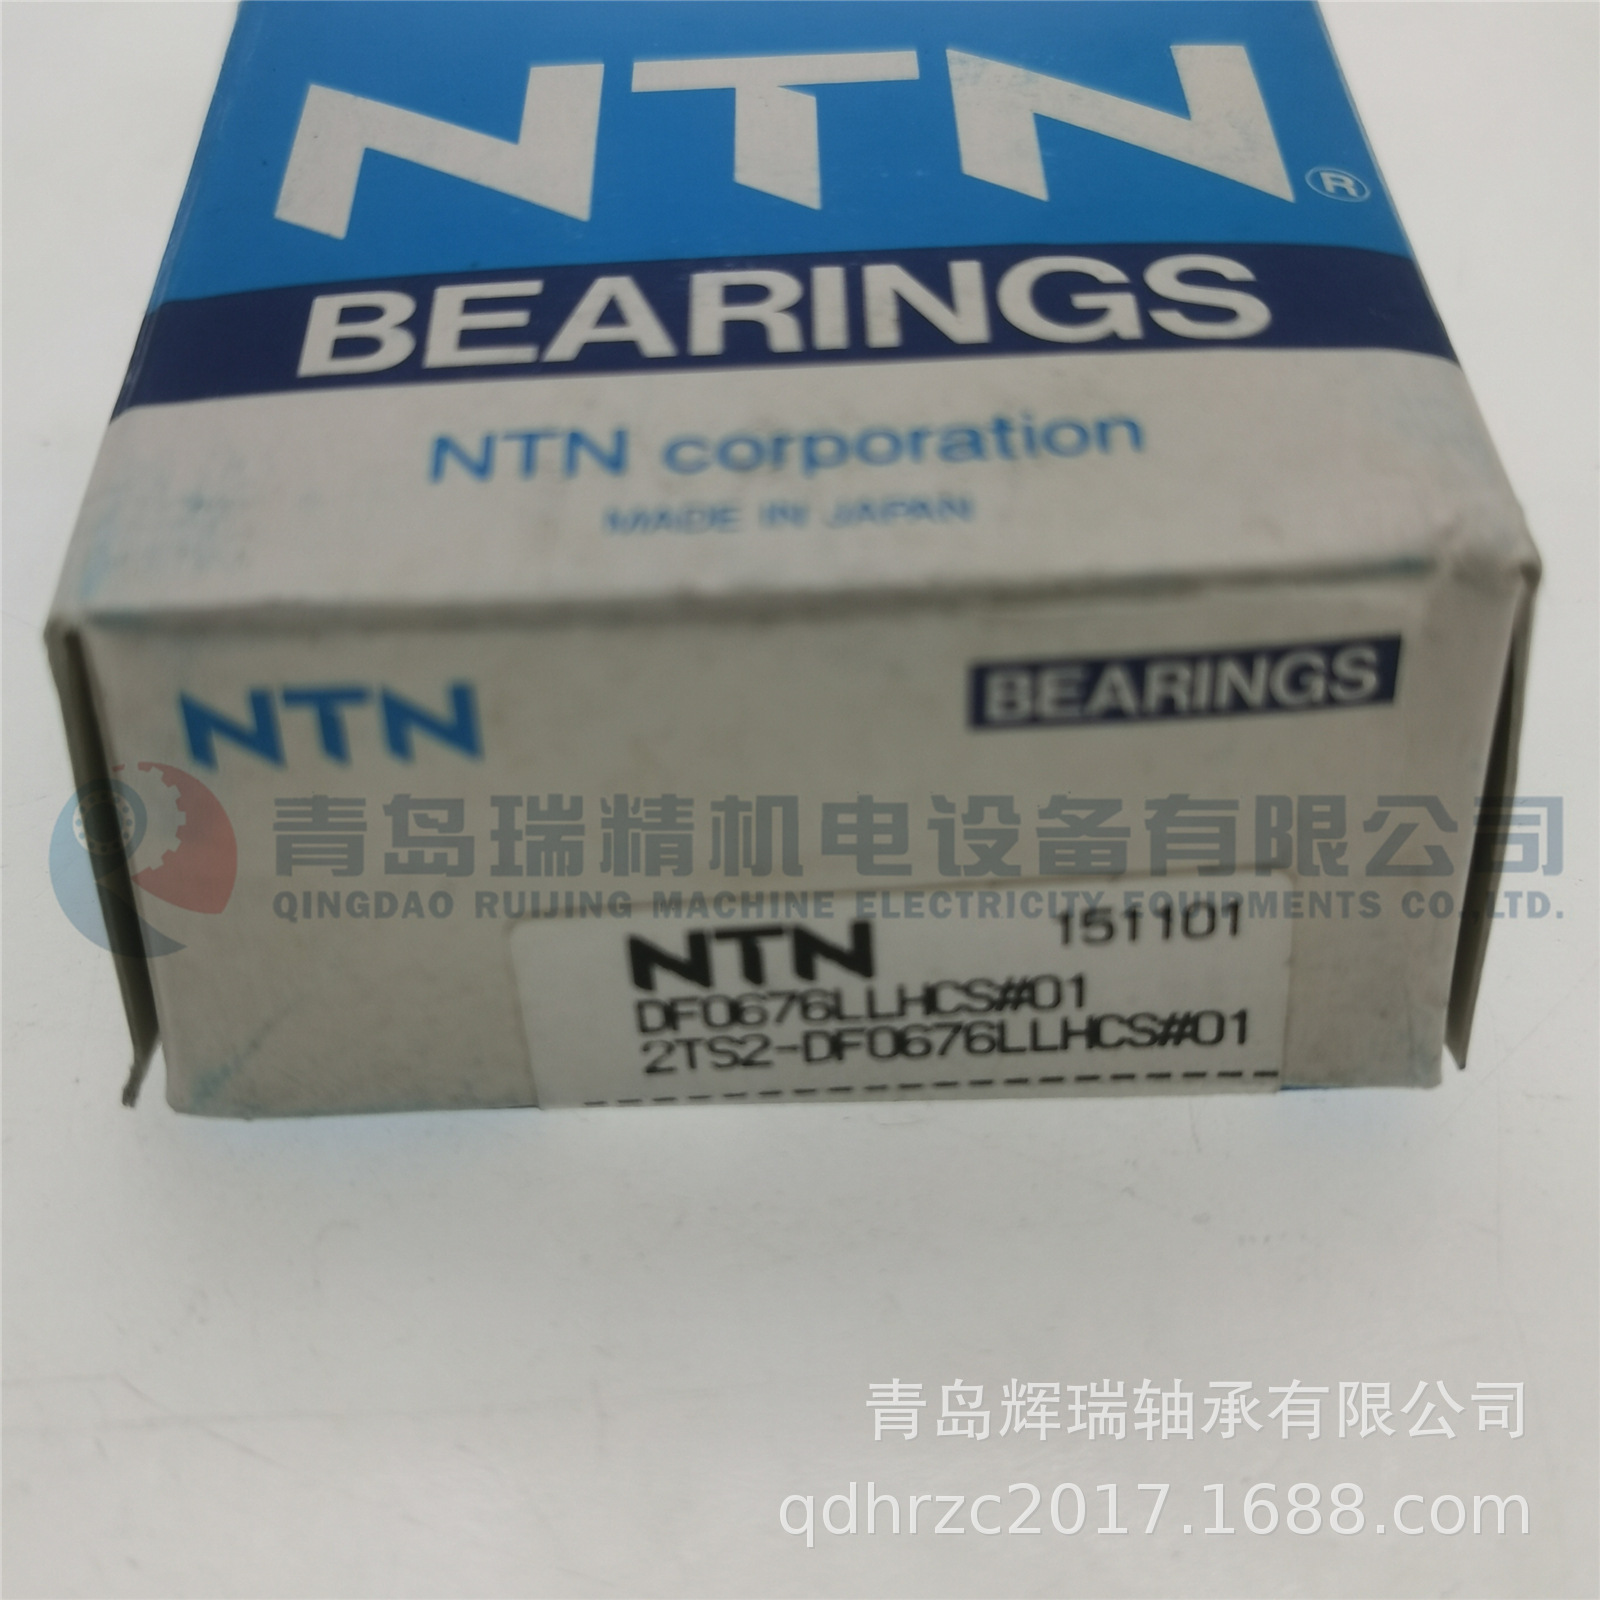 NTN®
BEARINGS
NTN corporation
MADE IN JAPAN
NTN
BEARINGS
青岛瑞精机电设备有限公司
QINGDAO RUIJING MACHINE ELECTRICITY EQUIPMENTS CO.,LTD.
NTN 151101
DF0676LLHCS#01
2TS2-DF0676LLHCS#01
青岛辉瑞轴承有限公司
qdhrzc2017.1688.com